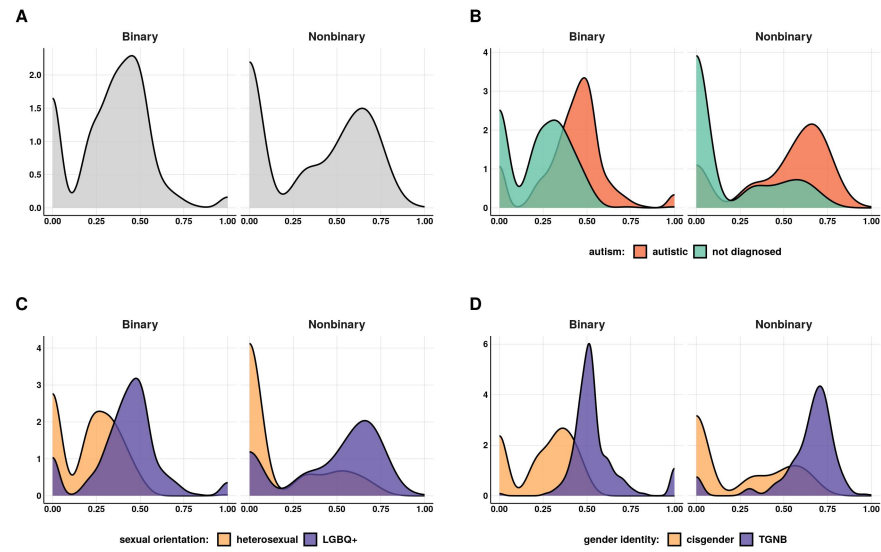 A
Binary
Nonbinary
2.0
1.5
1.0
0.5
0.0
0.00 0.25 0.50 0.75 1.00
0.00 0.25 0.50 0.75 1.00
B
Binary
Nonbinary
4
3
2
1
0
0.00 0.25 0.50 0.75 1.00
0.00 0.25 0.50 0.75 1.00
autism: autistic not diagnosed
C
Binary
Nonbinary
4
3
2
1
0
0.00 0.25 0.50 0.75 1.00
0.00 0.25 0.50 0.75 1.00
sexual orientation: heterosexual LGBQ+
D
Binary
Nonbinary
6
4
2
0
0.00 0.25 0.50 0.75 1.00
0.00 0.25 0.50 0.75 1.00
gender identity: cisgender TGNB